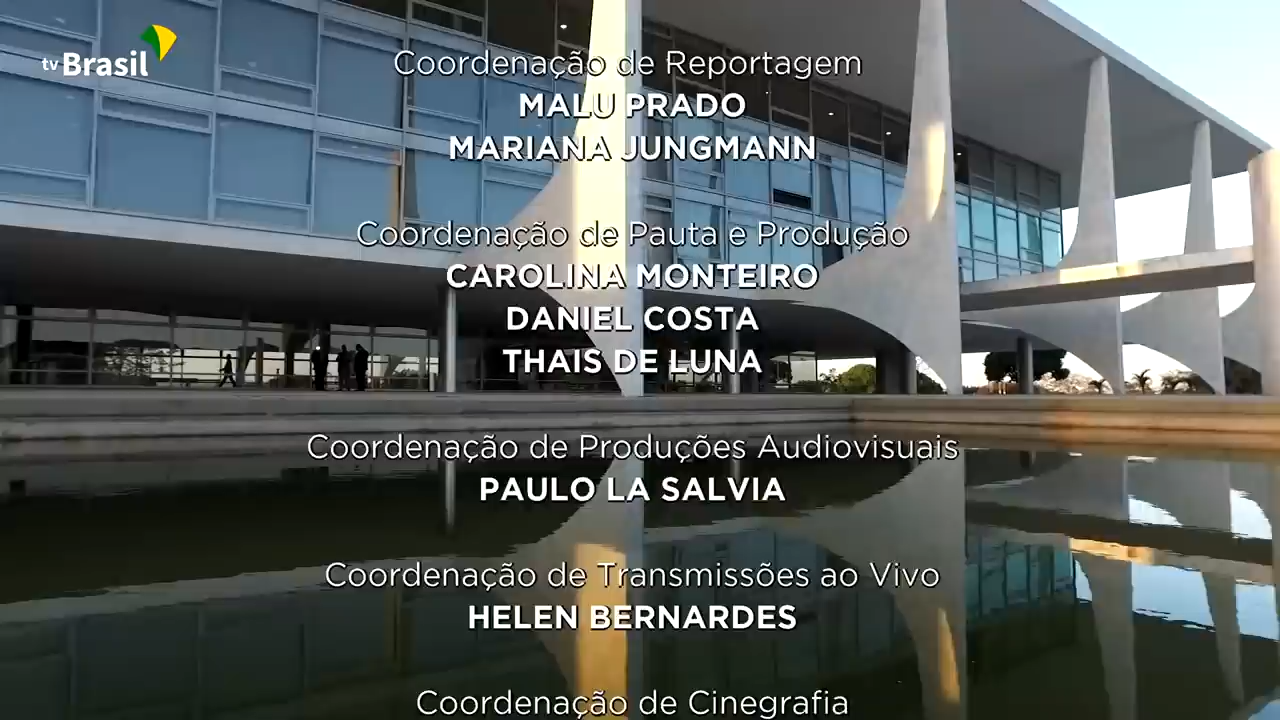 tv Brasil
Coordenação de Reportagem
MALU PRADO
MARIANA JUNGMANN
Coordenação de Pauta e Produção
CAROLINA MONTEIRO
DANIEL COSTA
THAIS DE LUNA
Coordenação de Produções Audiovisuais
PAULO LA SALVIA
Coordenação de Transmissões ao Vivo
HELEN BERNARDES
Coordenação de Cinegrafia